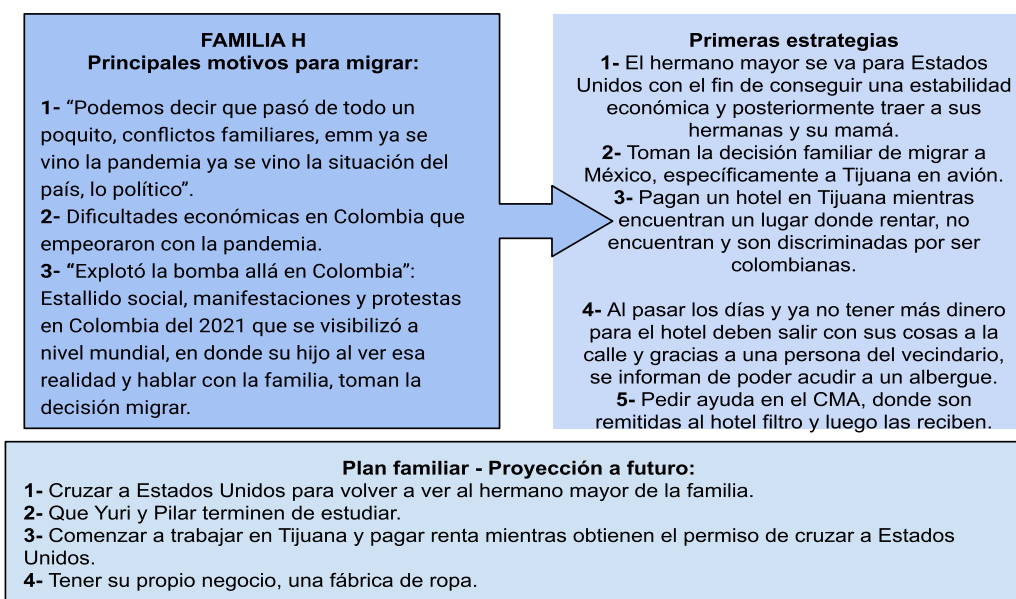 FAMILIA H
Principales motivos para migrar:
1- “Podemos decir que pasó de todo un
poquito, conflictos familiares, emm ya se
vino la pandemia ya se vino la situación del
país, lo político”.
2- Dificultades económicas en Colombia que
empeoraron con la pandemia.
3- “Explotó la bomba allá en Colombia”:
Estallido social, manifestaciones y protestas
en Colombia del 2021 que se visibilizó a
nivel mundial, en donde su hijo al ver esa
realidad y hablar con la familia, toman la
decisión migrar.
Primeras estrategias
1- El hermano mayor se va para Estados
Unidos con el fin de conseguir una estabilidad
económica y posteriormente traer a sus
hermanas y su mamá.
2- Toman la decisión familiar de migrar a
México, específicamente a Tijuana en avión.
3- Pagan un hotel en Tijuana mientras
encuentran un lugar donde rentar, no
encuentran y son discriminadas por ser
colombianas.
4- Al pasar los días y ya no tener más dinero
para el hotel deben salir con sus cosas a la
calle y gracias a una persona del vecindario,
se informan de poder acudir a un albergue.
5- Pedir ayuda en el CMA, donde son
remitidas al hotel filtro y luego las reciben.
Plan familiar - Proyección a futuro:
1- Cruzar a Estados Unidos para volver a ver al hermano mayor de la familia.
2- Que Yuri y Pilar terminen de estudiar.
3- Comenzar a trabajar en Tijuana y pagar renta mientras obtienen el permiso de cruzar a Estados
Unidos.
4- Tener su propio negocio, una fábrica de ropa.